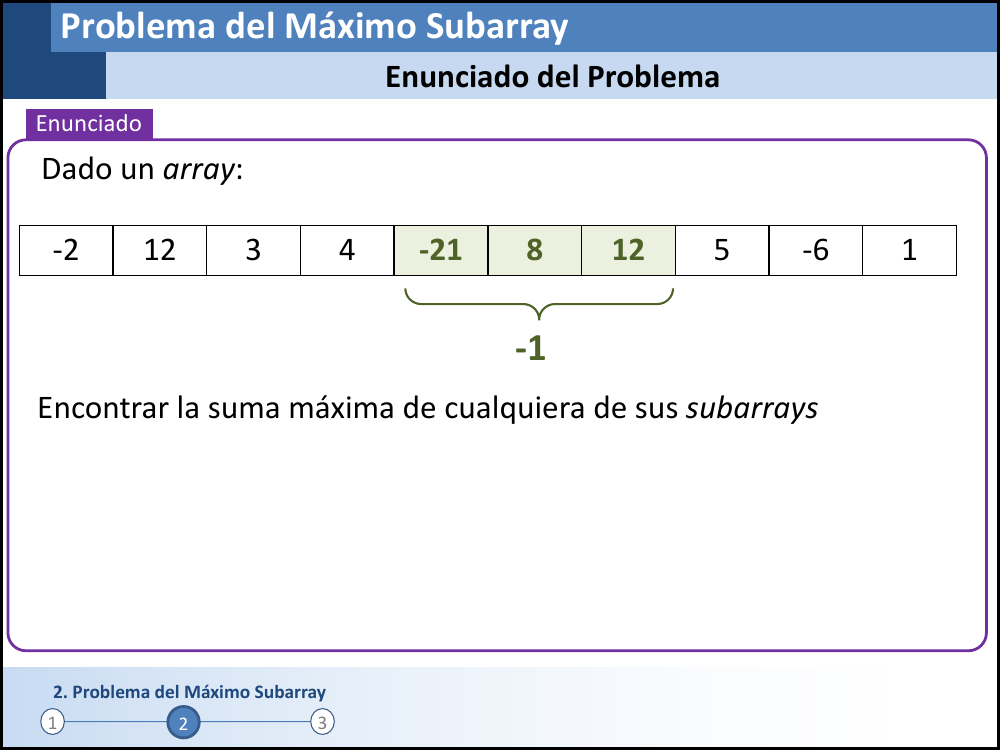 Problema del Máximo Subarray
Enunciado del Problema
Enunciado
Dado un array:
-2 12 3 4 -21 8 12 5 -6 1
-1
Encontrar la suma máxima de cualquiera de sus subarrays
2. Problema del Máximo Subarray
1 2 3